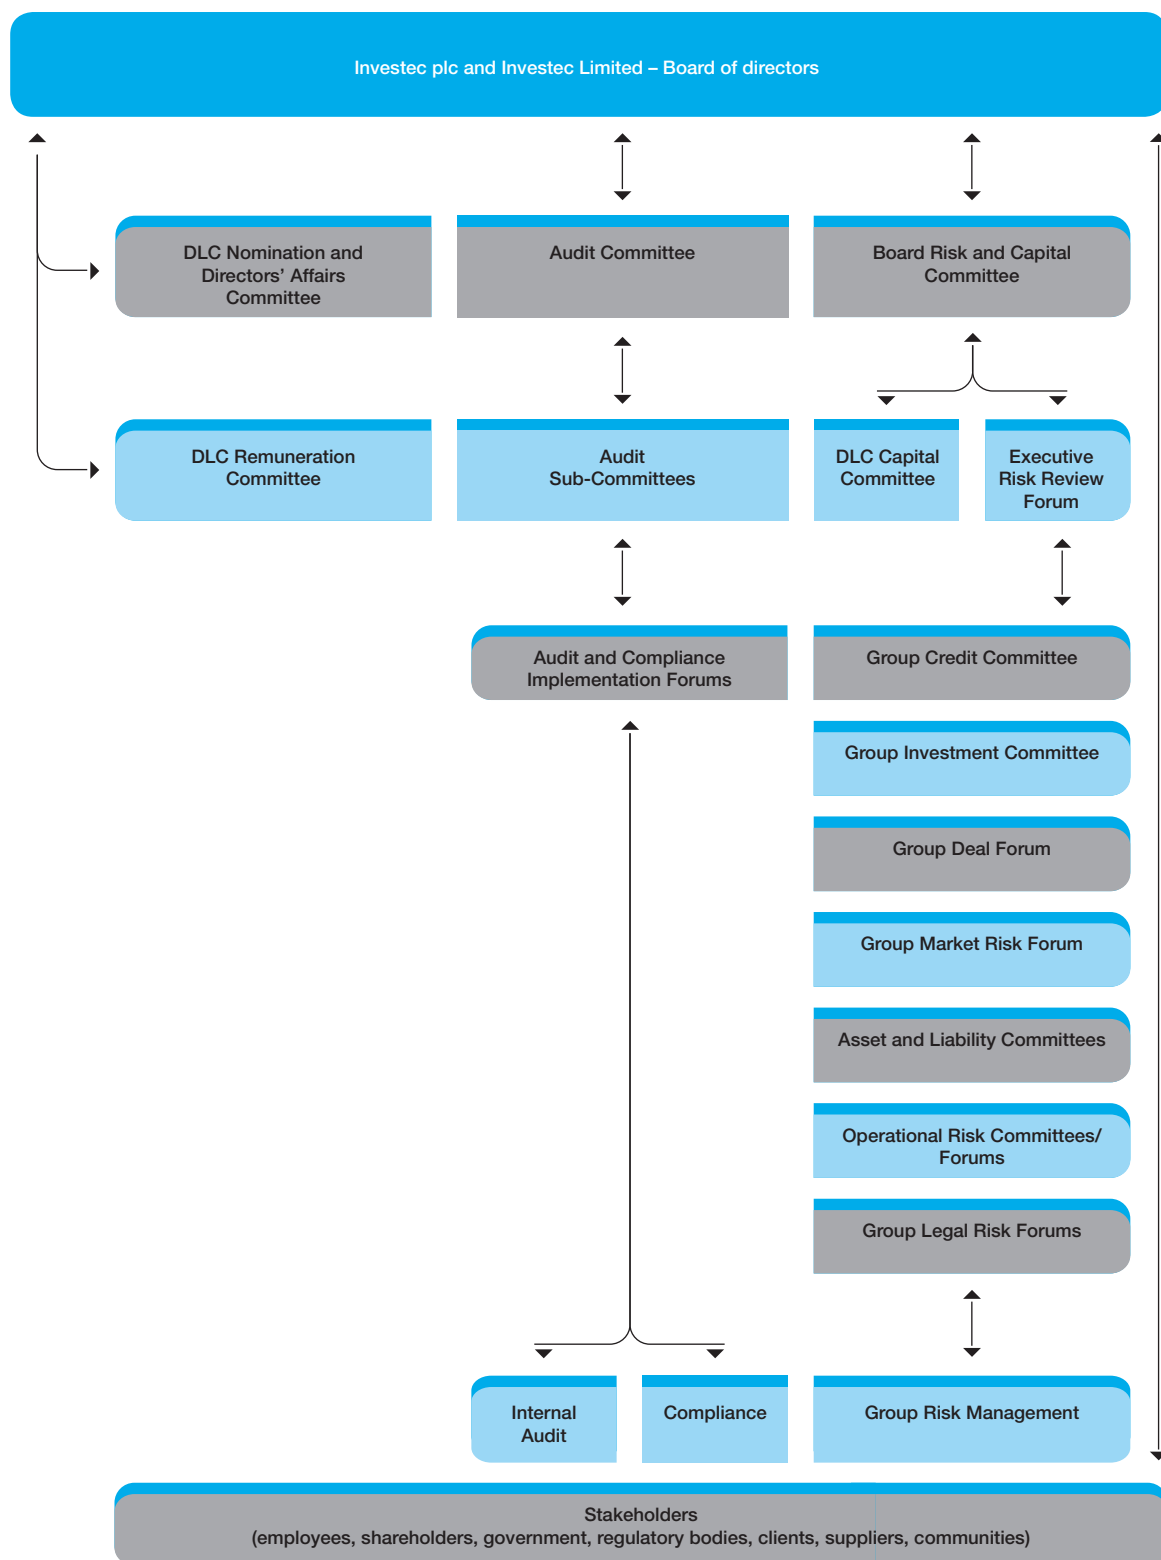 Investec plc and Investec Limited – Board of directors
DLC Nomination and
Directors’ Affairs
Committee
Audit Committee
Board Risk and Capital
Committee
DLC Remuneration
Committee
Audit
Sub-Committees
DLC Capital
Committee
Executive
Risk Review
Forum
Audit and Compliance
Implementation Forums
Group Credit Committee
Group Investment Committee
Group Deal Forum
Group Market Risk Forum
Asset and Liability Committees
Operational Risk Committees/
Forums
Group Legal Risk Forums
Internal
Audit
Compliance
Group Risk Management
Stakeholders
(employees, shareholders, government, regulatory bodies, clients, suppliers, communities)